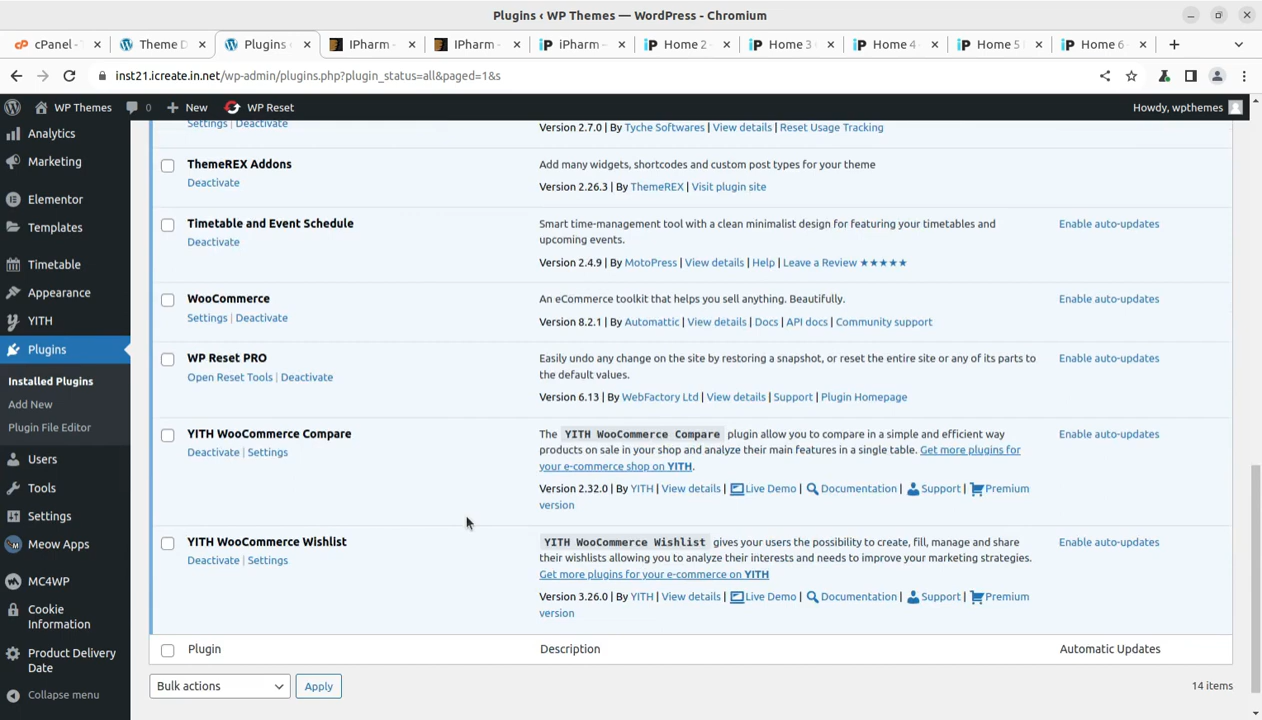 Plugins ‹ WP Themes — WordPress - Chromium
cPanel -
Theme D
Plugins ‹
IPharm -
IPharm -
iPharm -
Home 2 -
Home 3 -
Home 4 -
Home 5
Home 6
inst21.icreate.in.net/wp-admin/plugins.php?plugin_status=all&paged=1&s
WP Themes
0
New
WP Reset
Howdy, wpthemes
Analytics
Marketing
Elementor
Templates
Timetable
Appearance
YITH
Plugins
Installed Plugins
Add New
Plugin File Editor
Users
Tools
Settings
Meow Apps
MC4WP
Cookie
Information
Product Delivery
Date
Collapse menu
Settings | Deactivate
Version 2.7.0 | By Tyche Softwares | View details | Reset Usage Tracking
ThemeREX Addons
Deactivate
Add many widgets, shortcodes and custom post types for your theme
Version 2.26.3 | By ThemeREX | Visit plugin site
Timetable and Event Schedule
Deactivate
Smart time-management tool with a clean minimalist design for featuring your timetables and
upcoming events.
Version 2.4.9 | By MotoPress | View details | Help | Leave a Review ★★★★★
Enable auto-updates
WooCommerce
Settings | Deactivate
An eCommerce toolkit that helps you sell anything. Beautifully.
Version 8.2.1 | By Automattic | View details | Docs | API docs | Community support
Enable auto-updates
WP Reset PRO
Open Reset Tools | Deactivate
Easily undo any change on the site by restoring a snapshot, or reset the entire site or any of its parts to
the default values.
Version 6.13 | By WebFactory Ltd | View details | Support | Plugin Homepage
Enable auto-updates
YITH WooCommerce Compare
Deactivate | Settings
The YITH WooCommerce Compare plugin allow you to compare in a simple and efficient way
products on sale in your shop and analyze their main features in a single table. Get more plugins for
your e-commerce shop on YITH.
Version 2.32.0 | By YITH | View details | Live Demo | Documentation | Support | Premium
version
Enable auto-updates
YITH WooCommerce Wishlist
Deactivate | Settings
YITH WooCommerce Wishlist gives your users the possibility to create, fill, manage and share
their wishlists allowing you to analyze their interests and needs to improve your marketing strategies.
Get more plugins for your e-commerce on YITH
Version 3.26.0 | By YITH | View details | Live Demo | Documentation | Support | Premium
version
Enable auto-updates
Plugin
Description
Automatic Updates
Bulk actions
Apply
14 items